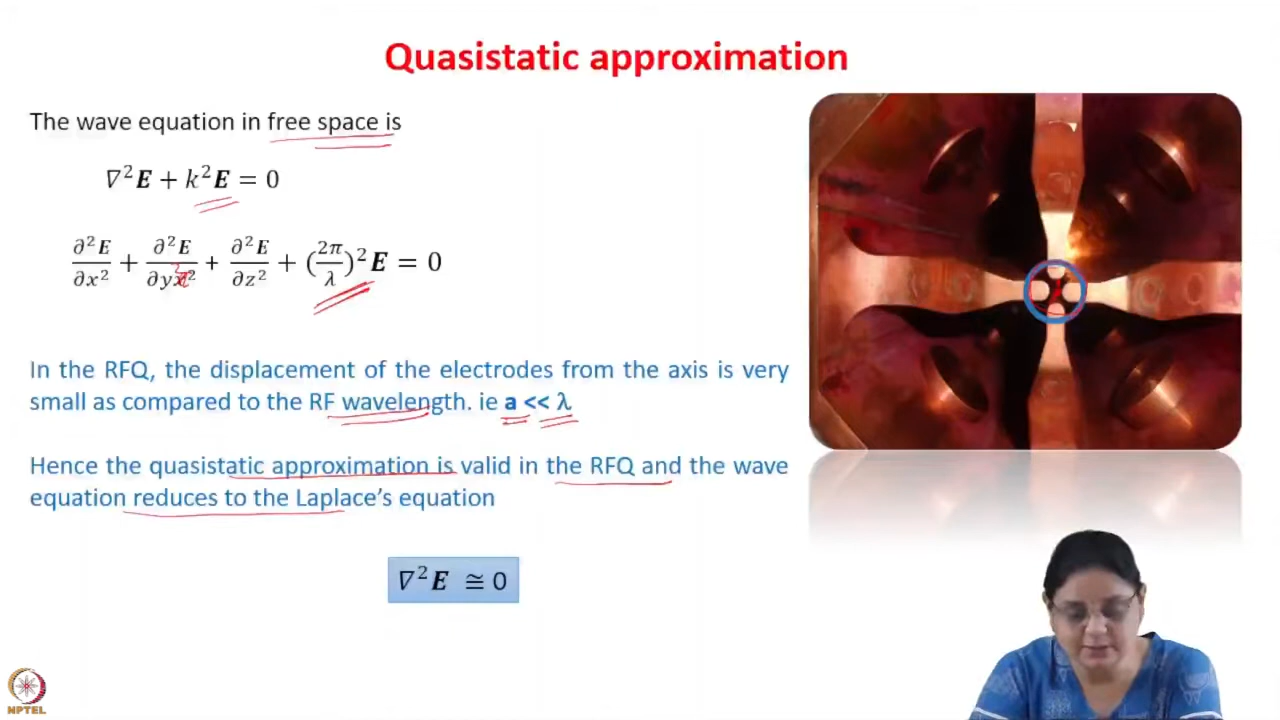 Quasistatic approximation
The wave equation in free space is
∇²E + k²E = 0
∂²E/∂x² + ∂²E/∂yx² + ∂²E/∂z² + (2π/λ)²E = 0
In the RFQ, the displacement of the electrodes from the axis is very
small as compared to the RF wavelength. ie a << λ
Hence the quasistatic approximation is valid in the RFQ and the wave
equation reduces to the Laplace's equation
∇²E ≅ 0
NPTEL